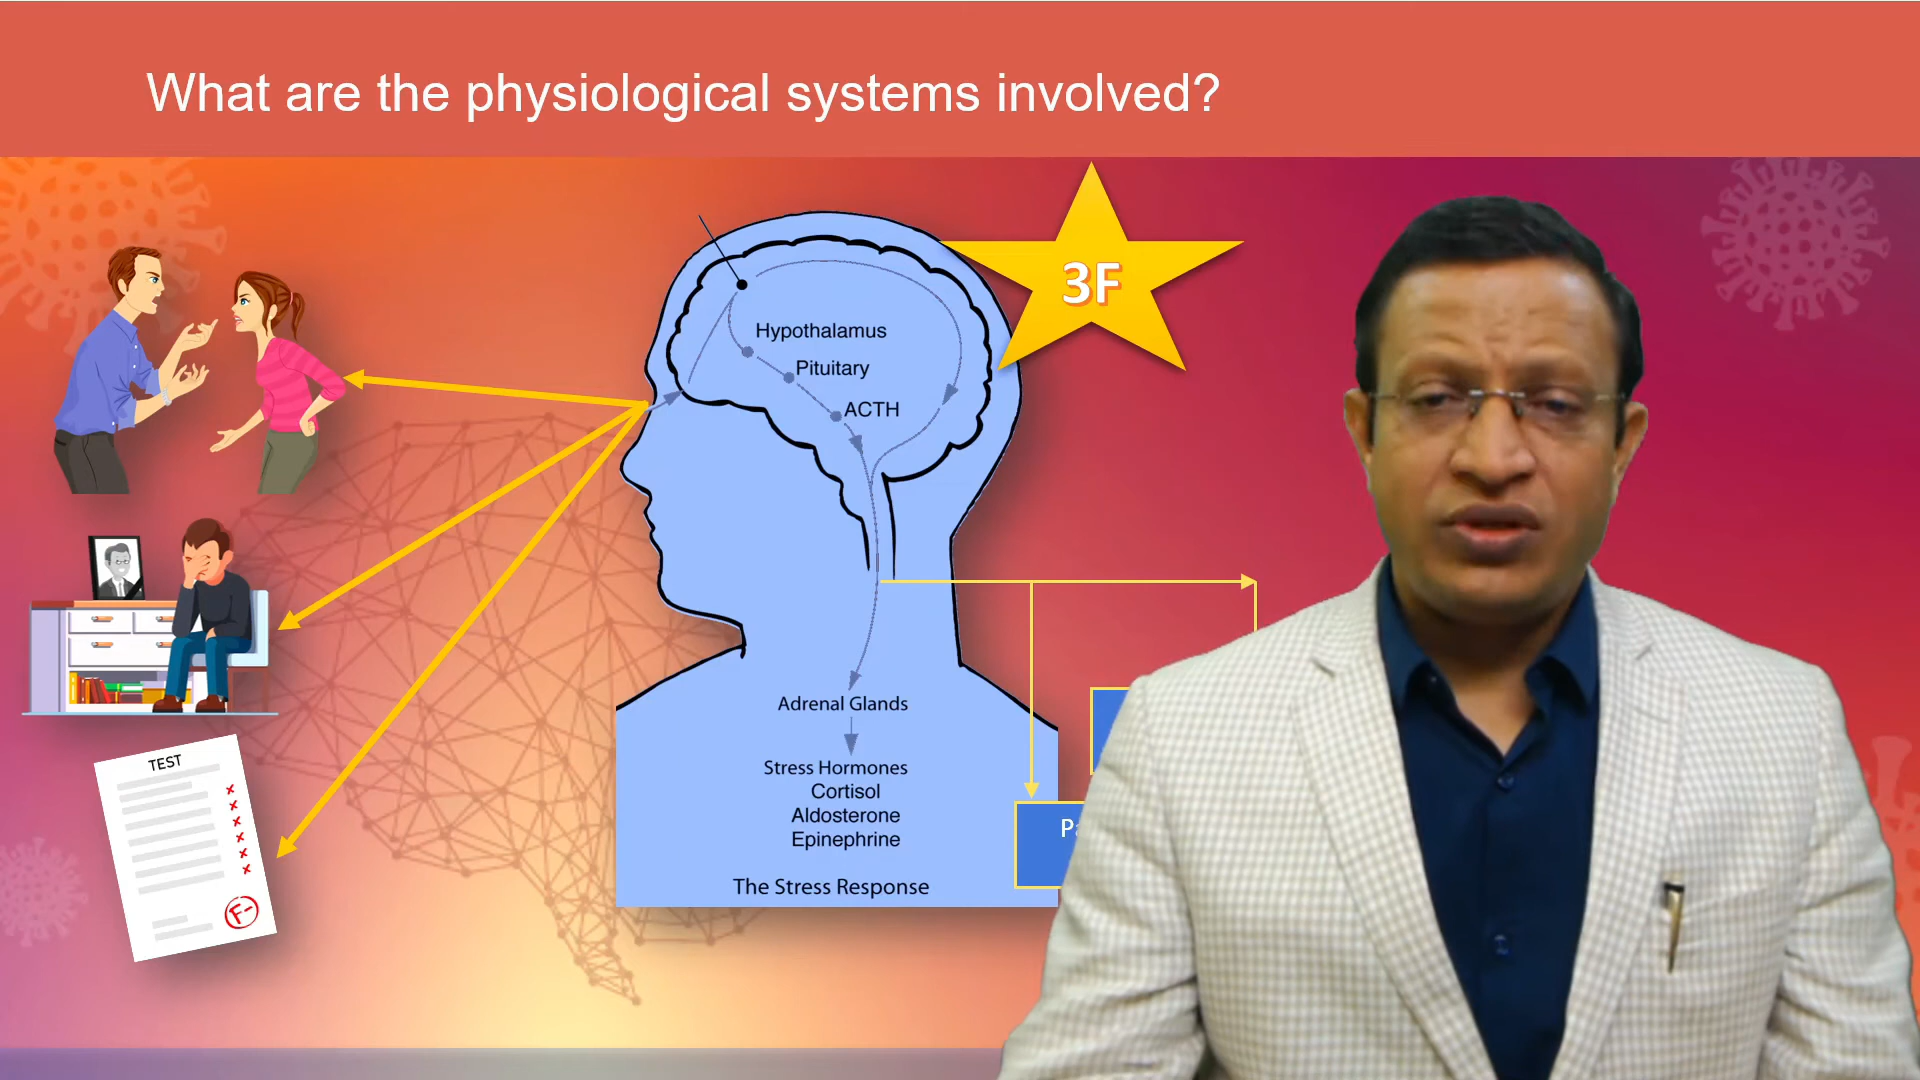 What are the physiological systems involved?
3F
Hypothalamus
Pituitary
ACTH
Adrenal Glands
Stress Hormones
Cortisol
Aldosterone
Epinephrine
The Stress Response
TEST
F-